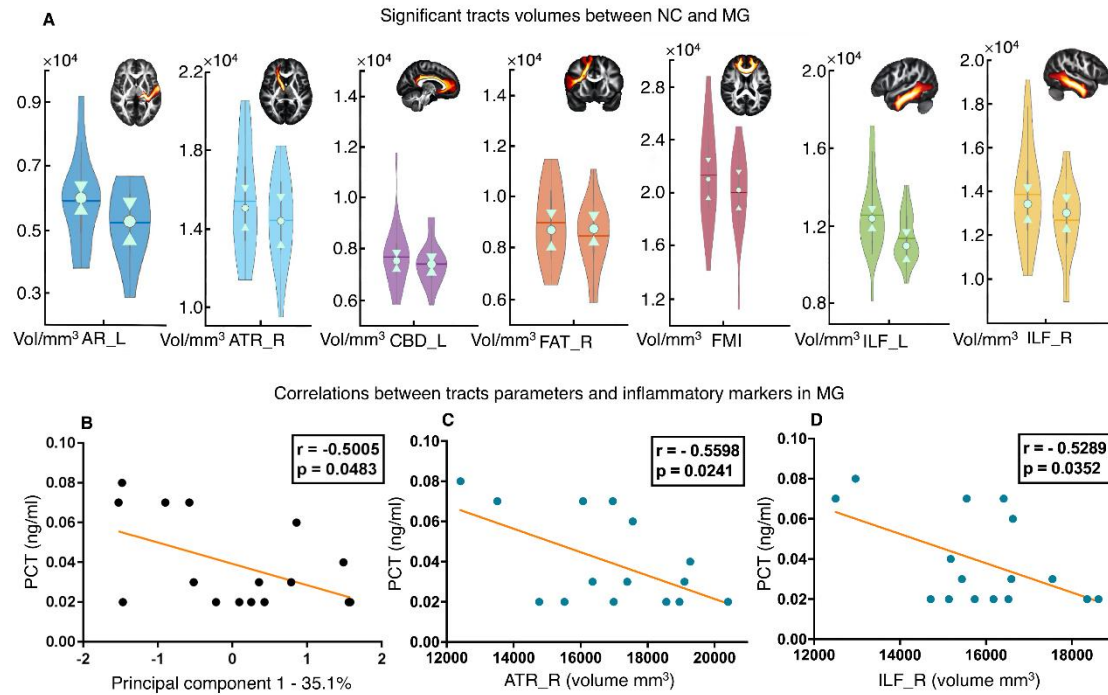 Significant tracts volumes between NC and MG
A
×10⁴ ×10⁴ ×10⁴ ×10⁴ ×10⁴ ×10⁴ ×10⁴
0.9 0.7 0.5 0.3
2.2 1.8 1.4 1.0
1.4 1.2 1.0 0.8 0.6
1.4 1.2 1.0 0.8 0.6
2.8 2.4 2.0 1.6 1.2
2.0 1.6 1.2 0.8
2.0 1.8 1.6 1.4 1.2 1.0
Vol/mm³ AR_L Vol/mm³ ATR_R Vol/mm³ CBD_L Vol/mm³ FAT_R Vol/mm³ FMI Vol/mm³ ILF_L Vol/mm³ ILF_R
Correlations between tracts parameters and inflammatory markers in MG
B
r = -0.5005
p = 0.0483
PCT (ng/ml)
0.10
0.08
0.06
0.04
0.02
0.00
-2 -1 0 1 2
Principal component 1 - 35.1%
C
r = - 0.5598
p = 0.0241
PCT (ng/ml)
0.10
0.08
0.06
0.04
0.02
0.00
12000 14000 16000 18000 20000
ATR_R (volume mm³)
D
r = - 0.5289
p = 0.0352
PCT (ng/ml)
0.10
0.08
0.06
0.04
0.02
0.00
12000 14000 16000 18000
ILF_R (volume mm³)